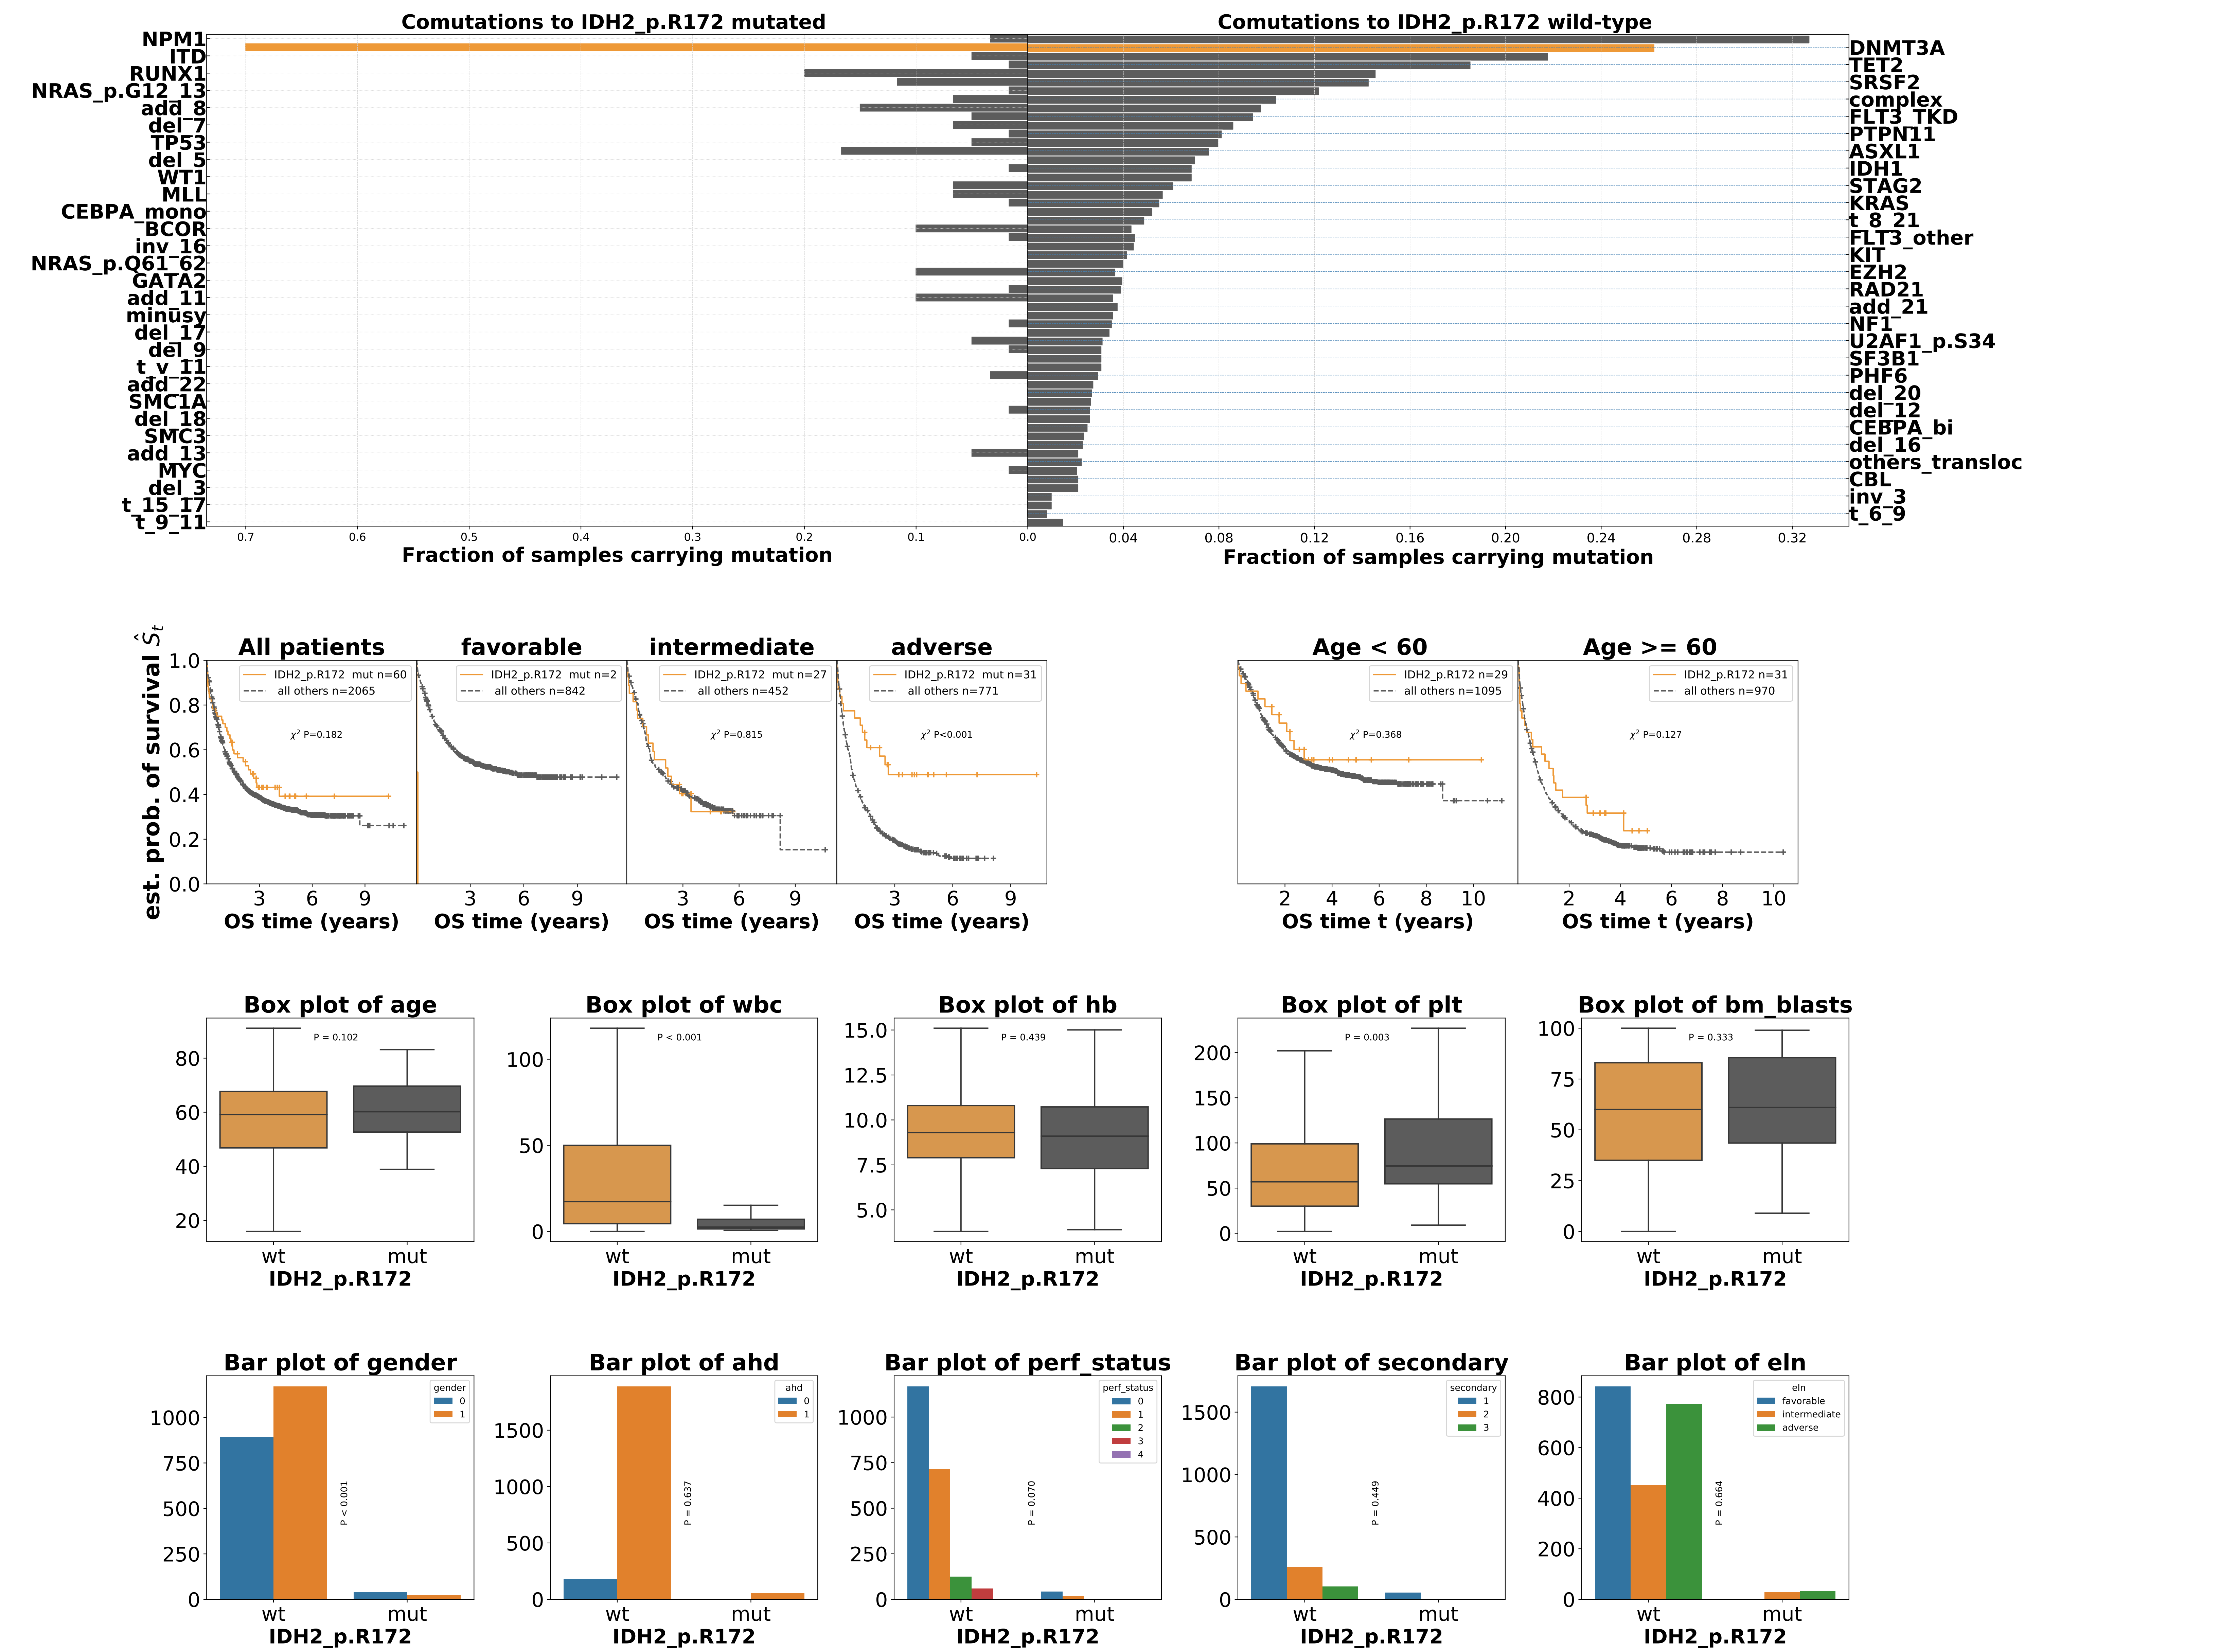 Comutations to IDH2_p.R172 mutated
Comutations to IDH2_p.R172 wild-type
NPM1
ITD
RUNX1
NRAS_p.G12_13
add_8
del_7
TP53
del_5
WT1
MLL
CEBPA_mono
BCOR
inv_16
NRAS_p.Q61_62
GATA2
add_11
minusy
del_17
del_9
t_v_11
add_22
SMC1A
del_18
SMC3
add_13
MYC
del_3
t_15_17
t_9_11
DNMT3A
TET2
SRSF2
complex
FLT3_TKD
PTPN11
ASXL1
IDH1
STAG2
KRAS
t_8_21
FLT3_other
KIT
EZH2
RAD21
add_21
NF1
U2AF1_p.S34
SF3B1
PHF6
del_20
del_12
CEBPA_bi
del_16
others_transloc
CBL
inv_3
t_6_9
0.7 0.6 0.5 0.4 0.3 0.2 0.1 0.0 0.04 0.08 0.12 0.16 0.20 0.24 0.28 0.32
Fraction of samples carrying mutation
Fraction of samples carrying mutation
est. prob. of survival Ŝt
1.0
0.8
0.6
0.4
0.2
0.0
All patients
IDH2_p.R172 mut n=60
all others n=2065
χ² P=0.182
3 6 9
OS time (years)
favorable
IDH2_p.R172 mut n=2
all others n=842
3 6 9
OS time (years)
intermediate
IDH2_p.R172 mut n=27
all others n=452
χ² P=0.815
3 6 9
OS time (years)
adverse
IDH2_p.R172 mut n=31
all others n=771
χ² P<0.001
3 6 9
OS time (years)
Age < 60
IDH2_p.R172 n=29
all others n=1095
χ² P=0.368
2 4 6 8 10
OS time t (years)
Age >= 60
IDH2_p.R172 n=31
all others n=970
χ² P=0.127
2 4 6 8 10
OS time t (years)
Box plot of age
P = 0.102
80
60
40
20
wt mut
IDH2_p.R172
Box plot of wbc
P < 0.001
100
50
0
wt mut
IDH2_p.R172
Box plot of hb
P = 0.439
15.0
12.5
10.0
7.5
5.0
wt mut
IDH2_p.R172
Box plot of plt
P = 0.003
200
150
100
50
0
wt mut
IDH2_p.R172
Box plot of bm_blasts
P = 0.333
100
75
50
25
0
wt mut
IDH2_p.R172
Bar plot of gender
gender
0
1
P < 0.001
1000
750
500
250
0
wt mut
IDH2_p.R172
Bar plot of ahd
ahd
0
1
P = 0.637
1500
1000
500
0
wt mut
IDH2_p.R172
Bar plot of perf_status
perf_status
0
1
2
3
4
P = 0.070
1000
750
500
250
0
wt mut
IDH2_p.R172
Bar plot of secondary
secondary
1
2
3
P = 0.449
1500
1000
500
0
wt mut
IDH2_p.R172
Bar plot of eln
eln
favorable
intermediate
adverse
P = 0.664
800
600
400
200
0
wt mut
IDH2_p.R172